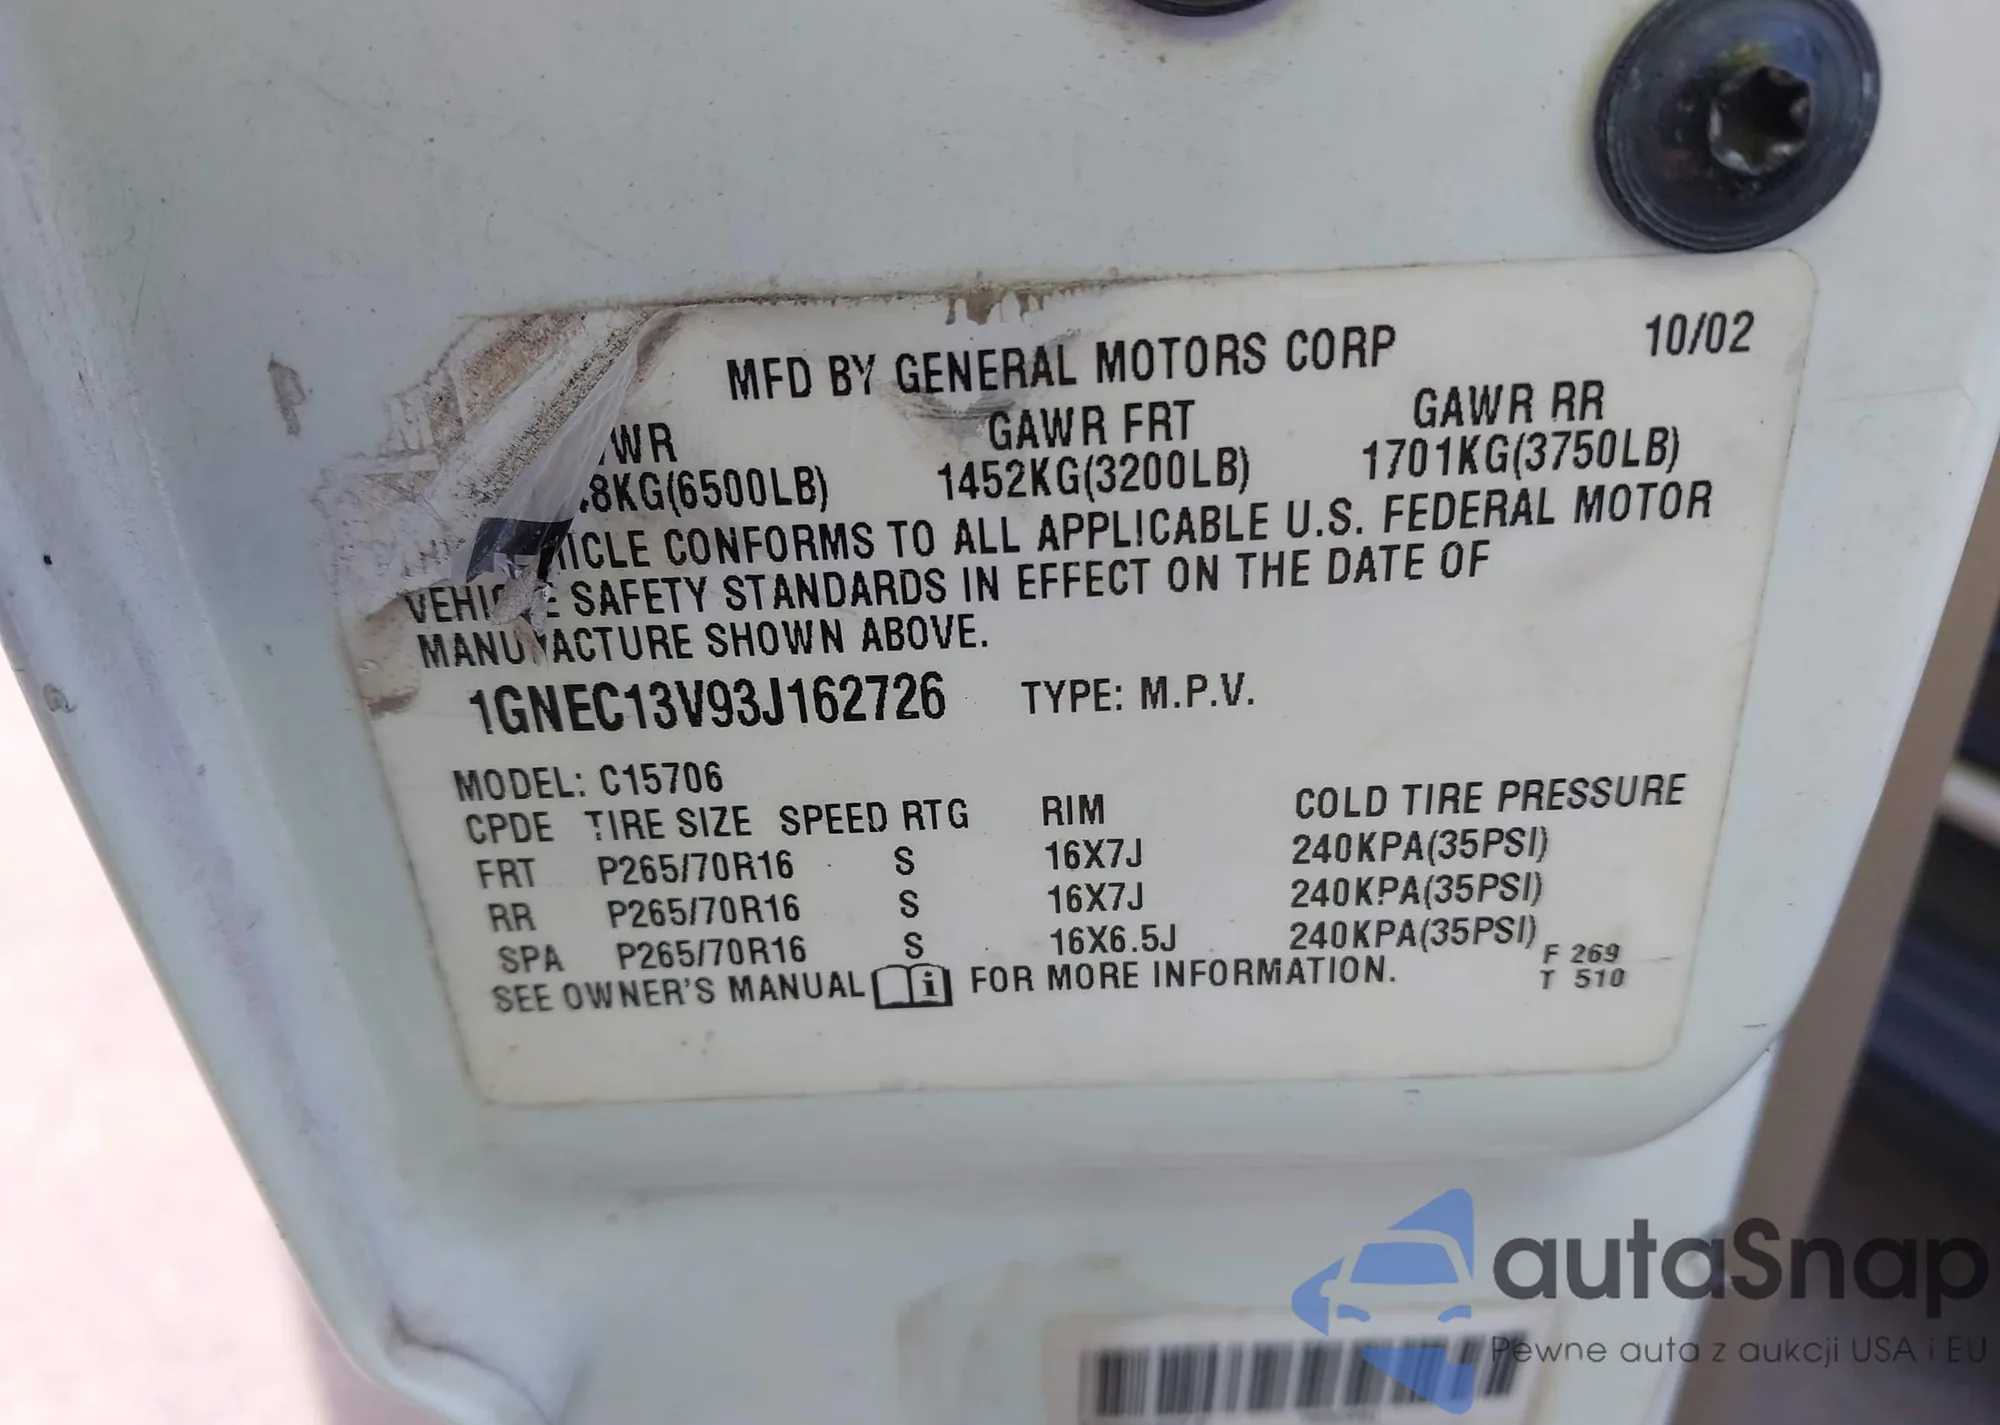 MFD BY GENERAL MOTORS CORP 10/02
WR GAWR FRT GAWR RR
8KG(6500LB) 1452KG(3200LB) 1701KG(3750LB)
ICLE CONFORMS TO ALL APPLICABLE U.S. FEDERAL MOTOR
SAFETY STANDARDS IN EFFECT ON THE DATE OF
MANUFACTURE SHOWN ABOVE.
1GNEC13V93J162726 TYPE: M.P.V.
MODEL: C15706
CPDE TIRE SIZE SPEED RTG RIM COLD TIRE PRESSURE
FRT P265/70R16 S 16X7J 240KPA(35PSI)
RR P265/70R16 S 16X7J 240KPA(35PSI)
SPA P265/70R16 S 16X6.5J 240KPA(35PSI) F 269
T 510
SEE OWNER'S MANUAL i FOR MORE INFORMATION.
autaSnap
Pewne auta z aukcji USA i EU